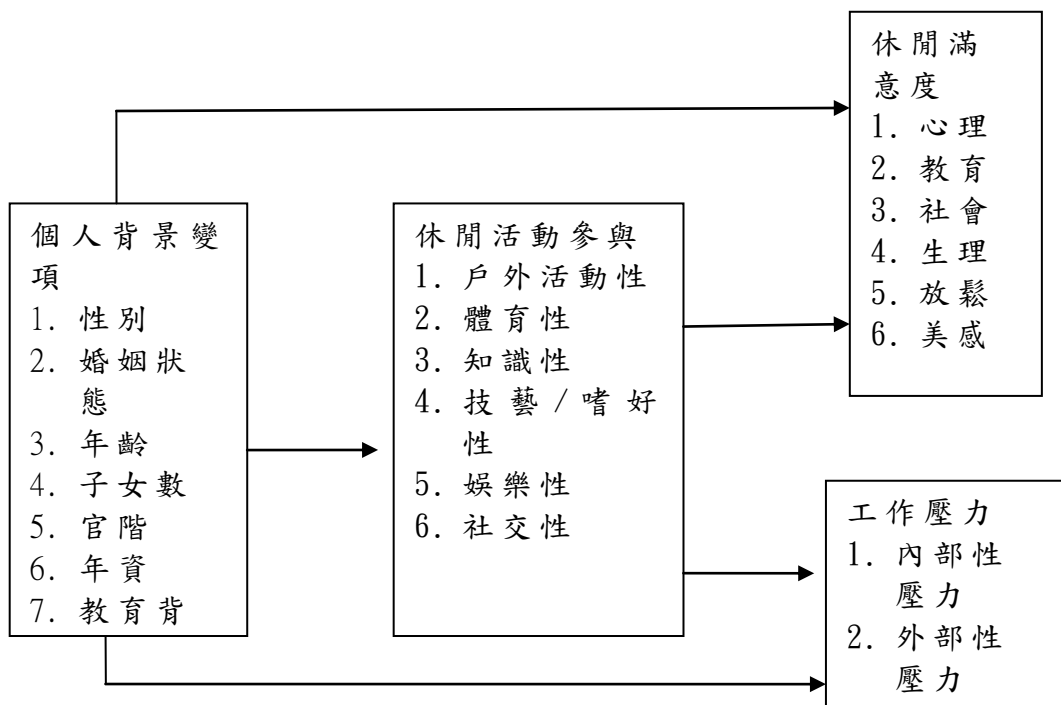 休閒滿
意度
1. 心理
2. 教育
3. 社會
4. 生理
5. 放鬆
6. 美感
個人背景變
項
1. 性別
2. 婚姻狀
態
3. 年齡
4. 子女數
5. 官階
6. 年資
7. 教育背
休閒活動參與
1. 戶外活動性
2. 體育性
3. 知識性
4. 技藝/嗜好
性
5. 娛樂性
6. 社交性
工作壓力
1. 內部性
壓力
2. 外部性
壓力